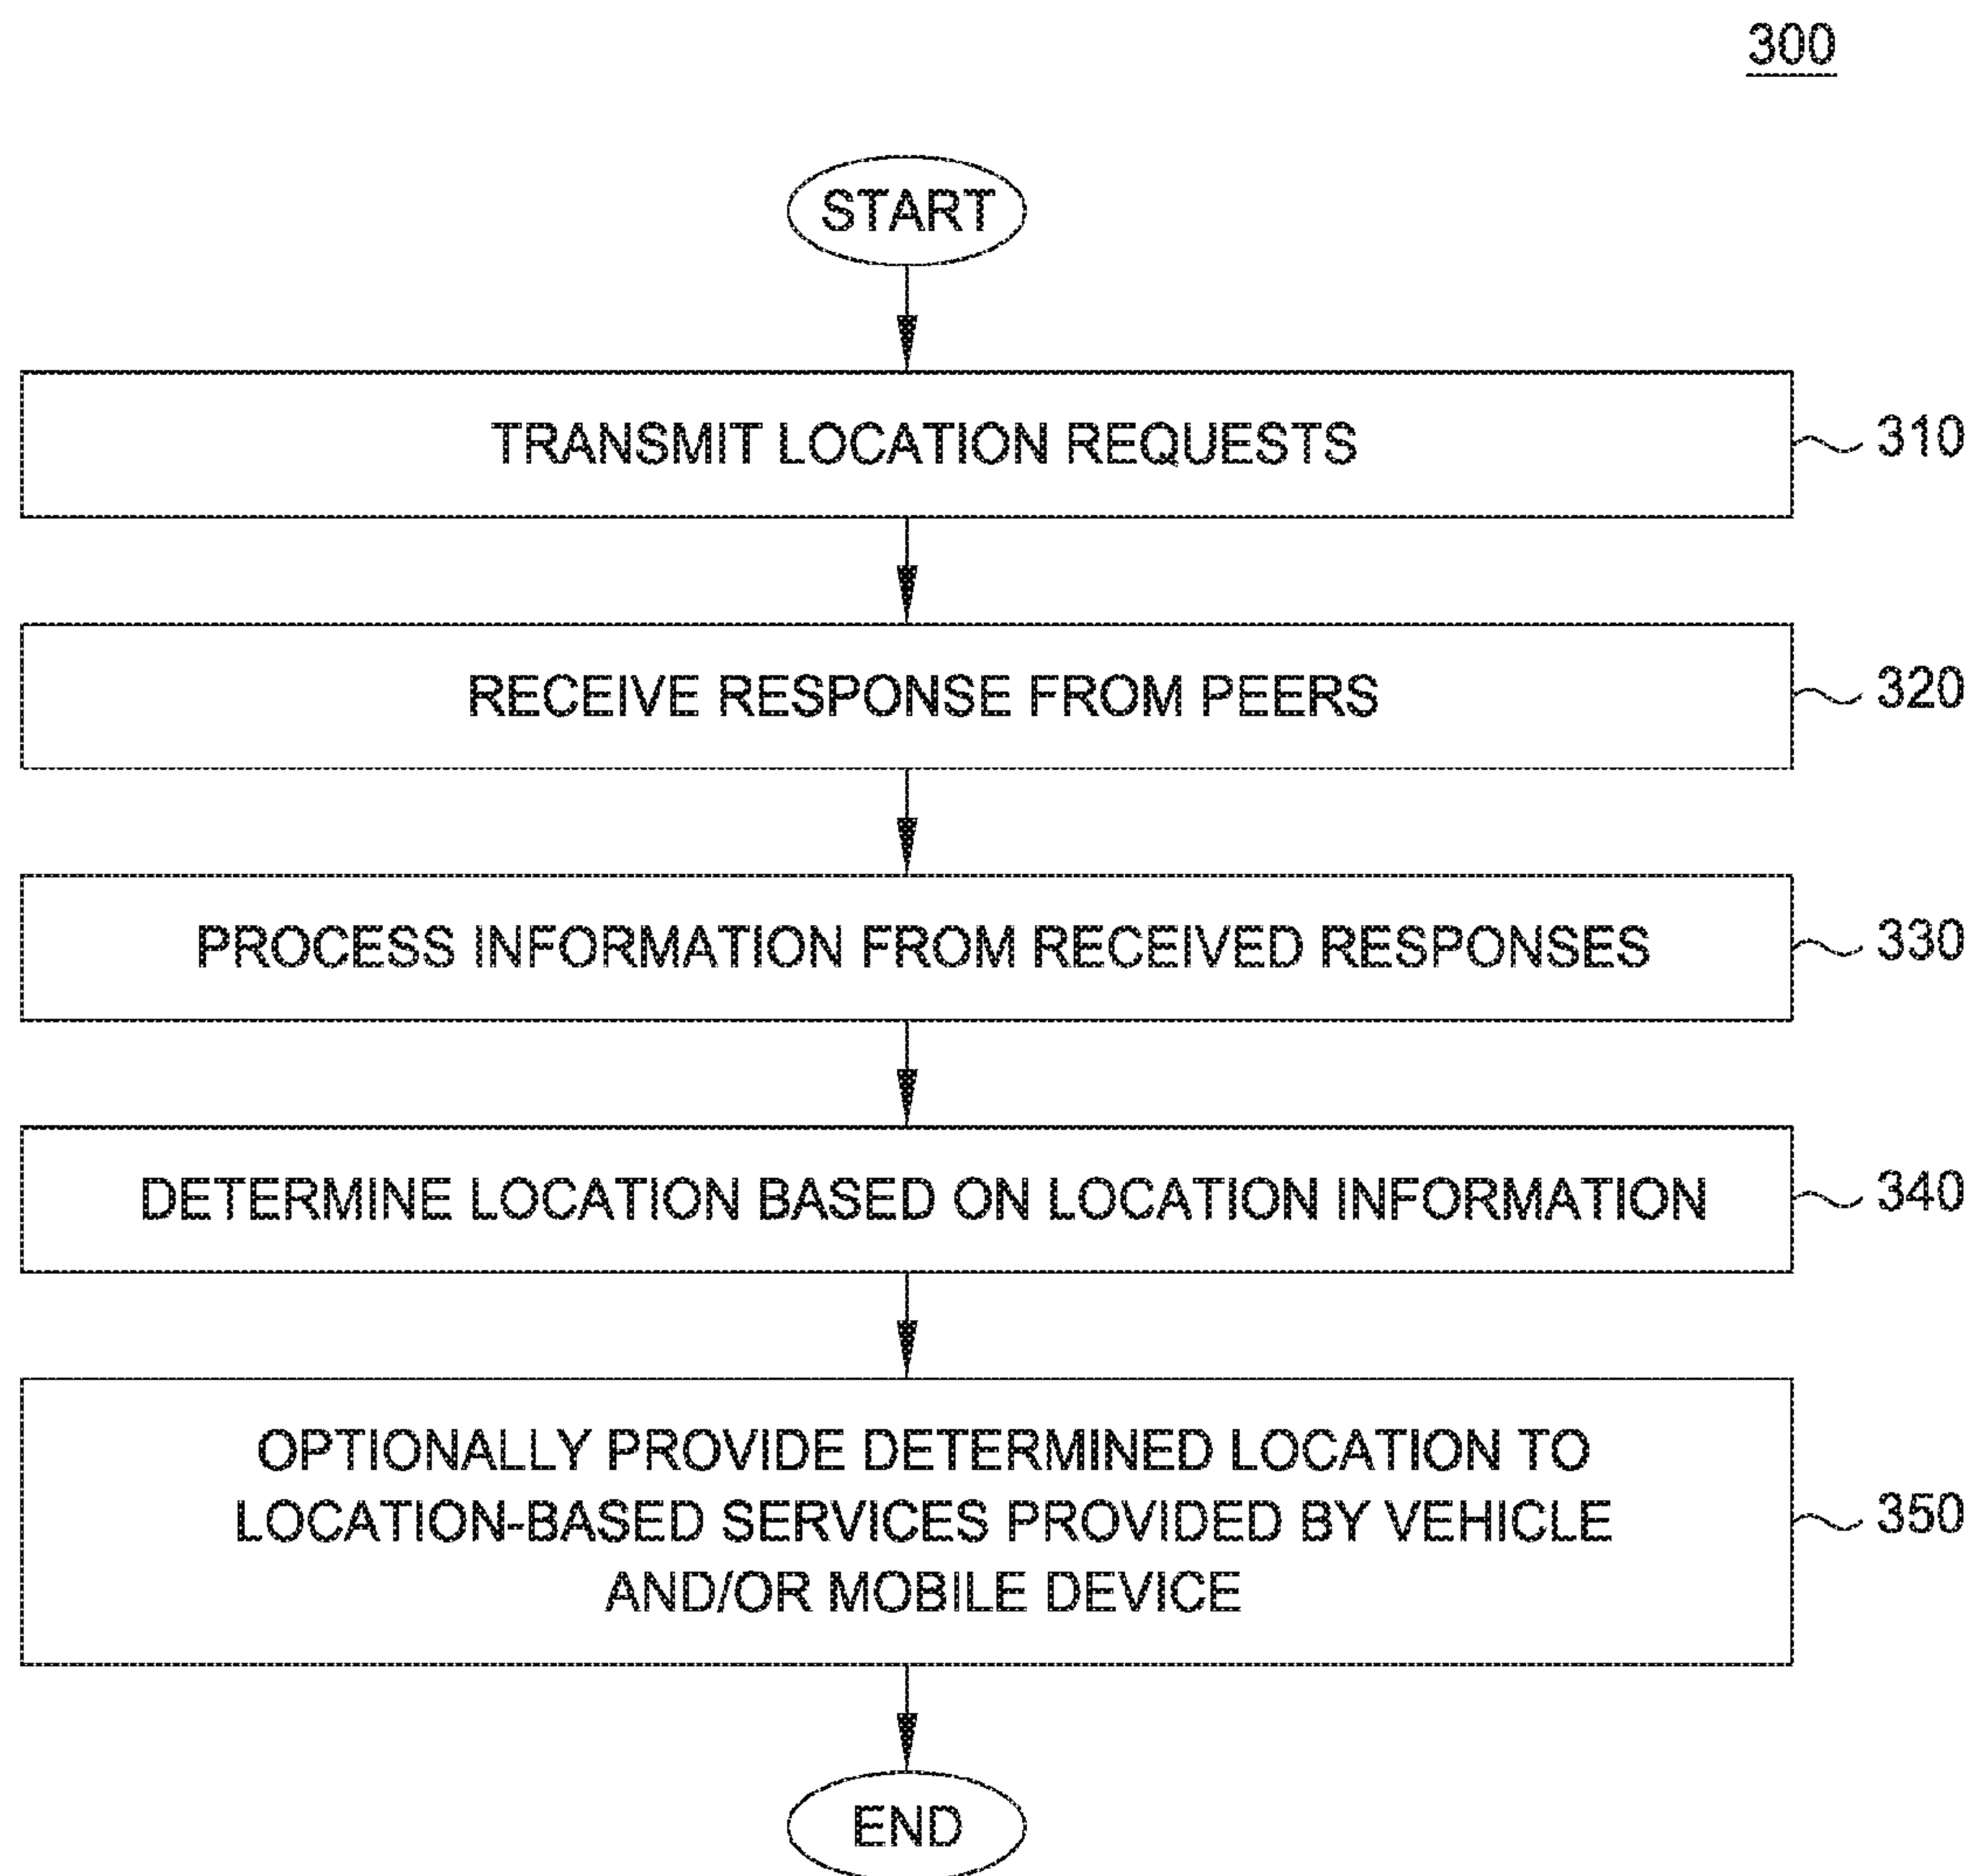 300
START
TRANSMIT LOCATION REQUESTS
310
RECEIVE RESPONSE FROM PEERS
320
PROCESS INFORMATION FROM RECEIVED RESPONSES
330
DETERMINE LOCATION BASED ON LOCATION INFORMATION
340
OPTIONALLY PROVIDE DETERMINED LOCATION TO
LOCATION-BASED SERVICES PROVIDED BY VEHICLE
AND/OR MOBILE DEVICE
350
END